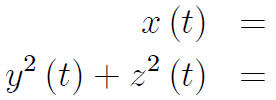 x (t) =
y² (t) + z² (t) =